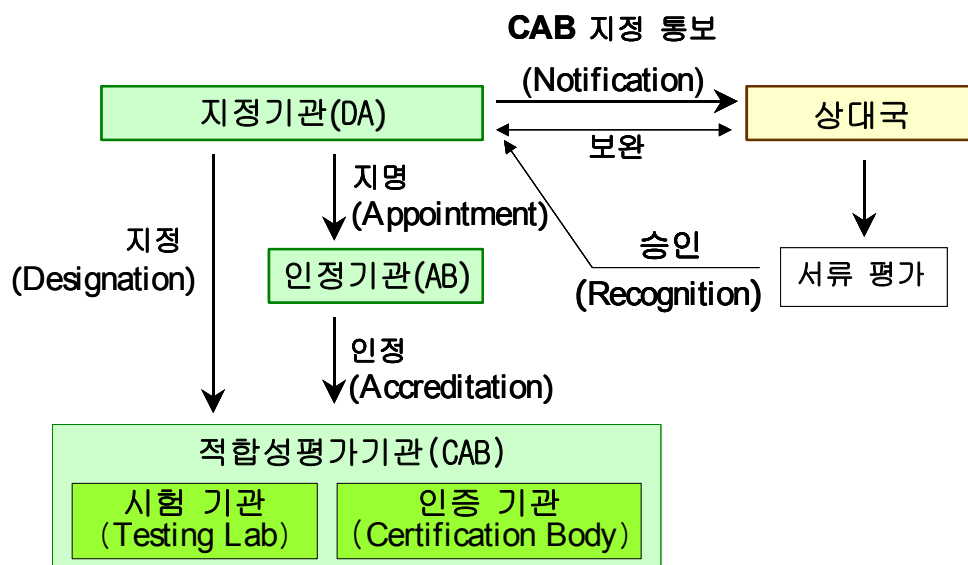 CAB 지정 통보
(Notification)
지정기관(DA)
상대국
보완
지명
(Appointment)
지정
(Designation)
승인
(Recognition)
인정기관(AB)
서류 평가
인정
(Accreditation)
적합성평가기관(CAB)
시험 기관
(Testing Lab)
인증 기관
(Certification Body)